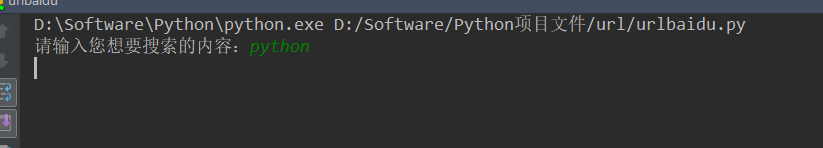 urlbaidu
D:\Software\Python\python.exe D:/Software/Python项目文件/url/urlbaidu.py
请输入您想要搜索的内容：python